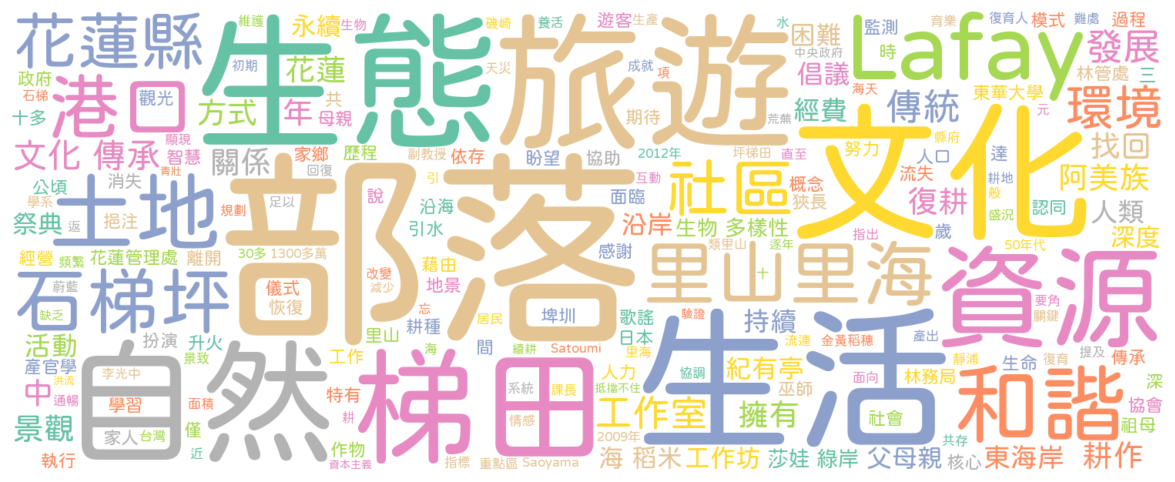 花蓮縣 生態 旅遊 Lafay 發展
維護 生物 磯崎 養活 遊客 生產 水 育樂 復育人 模式 難處 過程
永續 困難 監測 時
政府 初期 花蓮 天災 成就 項 中央政府 倡議 林管處 三
石梯 港口 觀光 方式 共 年 母親 期待 荒蕪 海天 經費 傳統 東華大學 元 環境
十多 縣府
顯現 文化 傳承 智慧 關係 家鄉 歷程 副教授 依存 盼望 協助 2012年 坪梯田 直至 努力 人口 達 找回
青壯 回復 互動 流失 耕地
公頃 消失 土地 部落 引 面臨 社區 概念 狹長 文化 復耕 般 認同 阿美族
學系 返 挹注 規劃 足以 說 沿海 沿岸 生物 多樣性 歲 盛況 人類
祭典 引水 指出 深度
經營 頻繁 花蓮管理處 離開 30多 1300多萬 感謝 類里山 逐年 50年代
蔚藍 儀式 改變 減少 藉由 地景 里山里海 資源
石梯坪 恢復 忘 十 要角 關鍵
缺乏 里山 耕種 居民 埤圳 歌謠 驗證 持續 產出
活動 扮演 升火 海 間 日本 流連 金黃稻穗
景致 工作 續耕 Satoumi 里海 生活 靜浦 復育 提及 傳承
產官學 自然 梯田 人力 協調 紀有亭 面向 林務局 生命 和諧
李光中 洪流 中 通暢 學習 面積 特有 系統 課長 抵擋不住 巫師 深
耕 情感 工作室 擁有 社會 協會
景觀 家人 台灣 僅 作物 2009年 共存 祖母
執行 近 資本主義 指標 重點區 Saoyama 海 稻米 工作坊 莎娃 綠岸 父母親 核心 東海岸 耕作